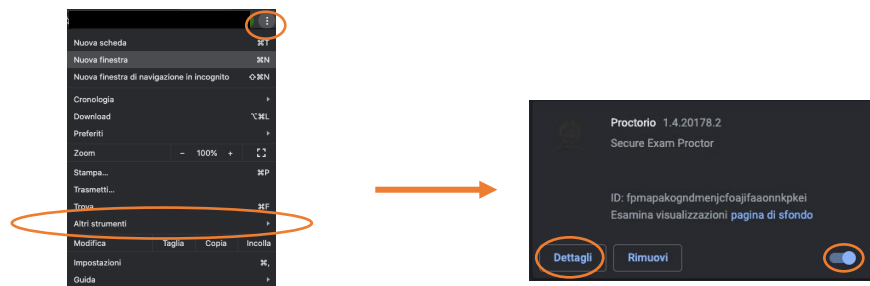 Nuova scheda ⌘T
Nuova finestra ⌘N
Nuova finestra di navigazione in incognito ⇧⌘N
Cronologia
Download ⌥⌘L
Preferiti
Zoom − 100% +
Stampa... ⌘P
Trasmetti...
Trova... ⌘F
Altri strumenti
Modifica Taglia Copia Incolla
Impostazioni ⌘,
Guida
Proctorio 1.4.20178.2
Secure Exam Proctor
ID: fpmapakogndmenjcfoajifaaonnkpkei
Esamina visualizzazioni pagina di sfondo
Dettagli Rimuovi